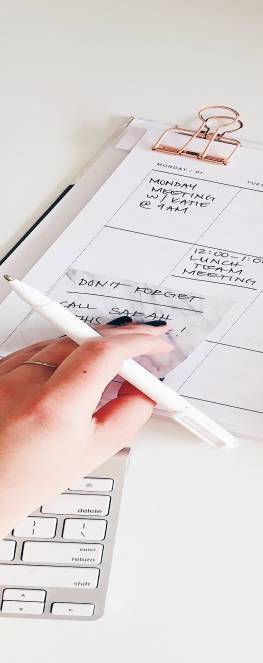 MONDAY / 01
TUES
MONDAY
MEETING
W/ KATIE
@ 9AM
12:00-1:00
LUNCH
TEAM
MEETING
DON'T FORGET
CALL SARAH
delete
enter
return
shift